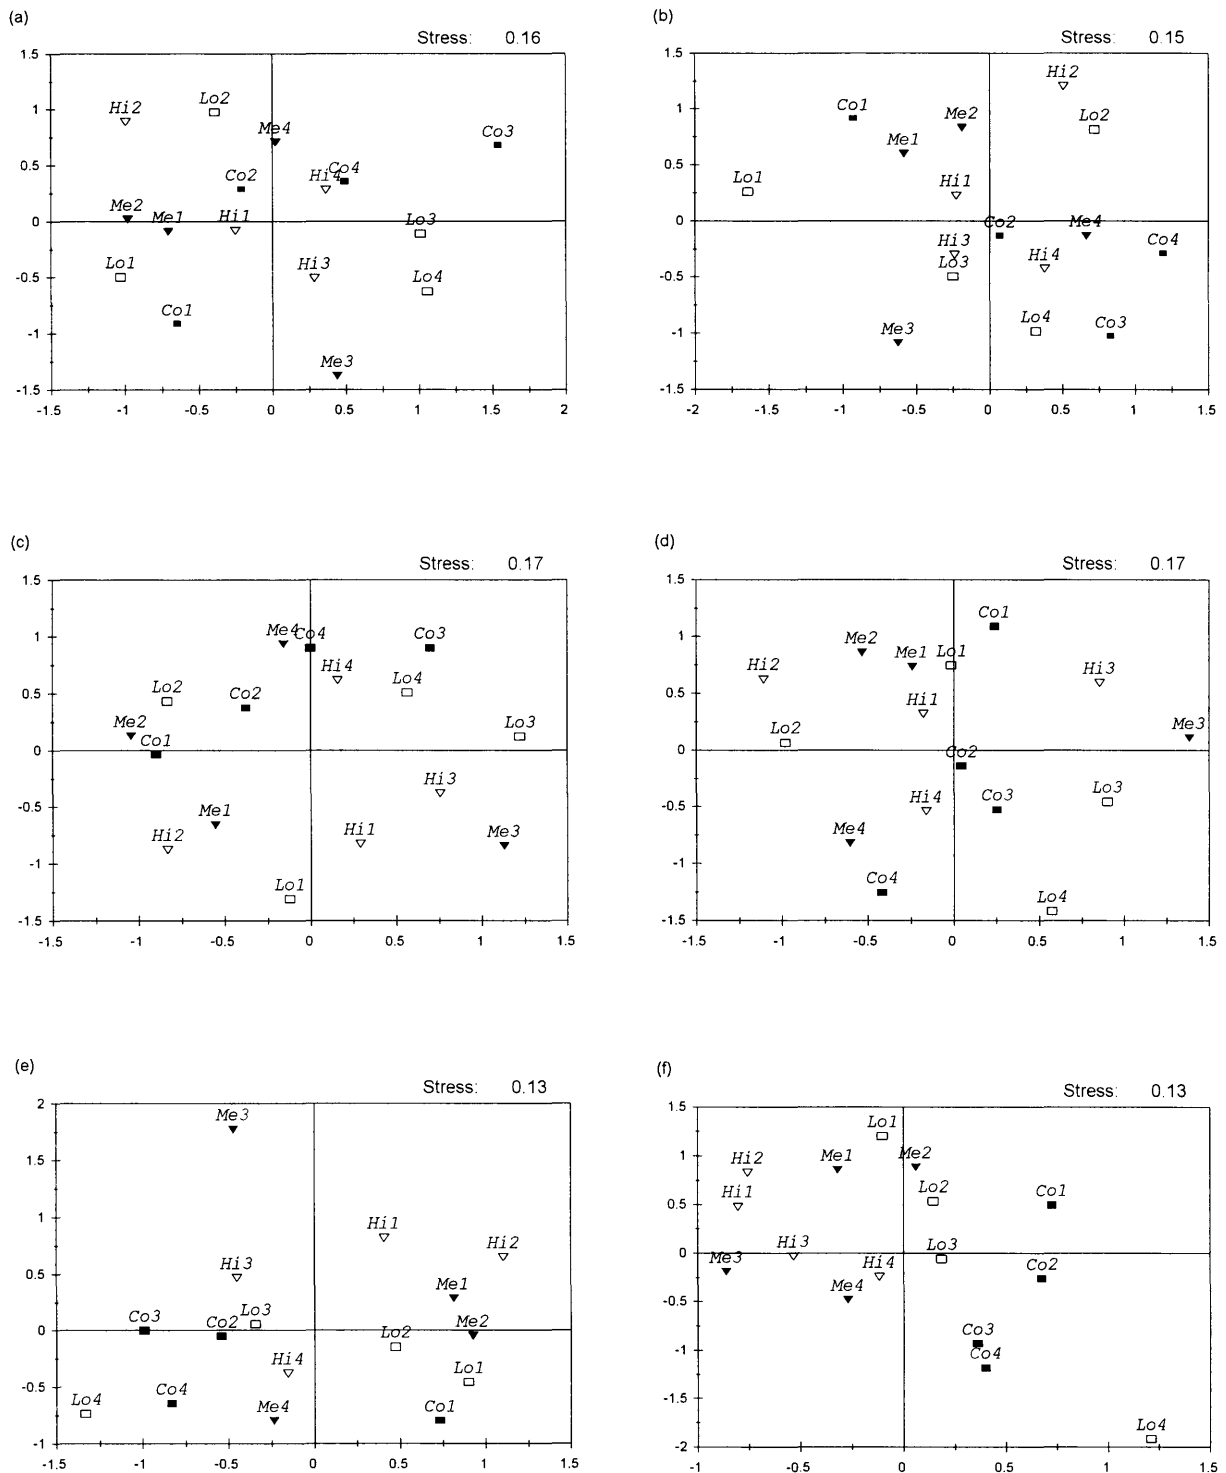 (a)
Stress: 0.16
1.5
1
0.5
0
-0.5
-1
-1.5
-1.5 -1 -0.5 0 0.5 1 1.5 2
Hi2 Lo2
Me4 Co3
Co2 Hi4 Co4
Me2 Me1 Hi1 Lo3
Lo1 Hi3 Lo4
Co1
Me3
(b)
Stress: 0.15
1.5
1
0.5
0
-0.5
-1
-1.5
-2 -1.5 -1 -0.5 0 0.5 1 1.5
Hi2
Co1 Me2 Lo2
Me1
Lo1 Hi1
Co2 Me4
Hi3 Hi4 Co4
Lo3
Me3 Lo4 Co3
(c)
Stress: 0.17
1.5
1
0.5
0
-0.5
-1
-1.5
-1.5 -1 -0.5 0 0.5 1 1.5
Me4 Co4 Co3
Hi4
Lo2 Co2 Lo4
Me2 Lo3
Co1
Hi3
Me1
Hi2 Hi1 Me3
Lo1
(d)
Stress: 0.17
1.5
1
0.5
0
-0.5
-1
-1.5
-1.5 -1 -0.5 0 0.5 1 1.5
Co1
Me2 Me1 Lo1
Hi2 Hi3
Hi1
Lo2 Me3
Co2
Hi4 Co3 Lo3
Me4
Co4 Lo4
(e)
Stress: 0.13
2
1.5
1
0.5
0
-0.5
-1
-1.5 -1 -0.5 0 0.5 1 1.5
Me3
Hi1 Hi2
Hi3
Me1
Co3 Co2 Lo3 Lo2 Me2
Hi4 Lo1
Lo4 Co4 Me4 Co1
(f)
Stress: 0.13
1.5
1
0.5
0
-0.5
-1
-1.5
-2
-1 -0.5 0 0.5 1 1.5
Lo1
Hi2 Me1 Me2
Hi1 Lo2 Co1
Me3 Hi3 Hi4 Lo3 Co2
Me4
Co3
Co4
Lo4